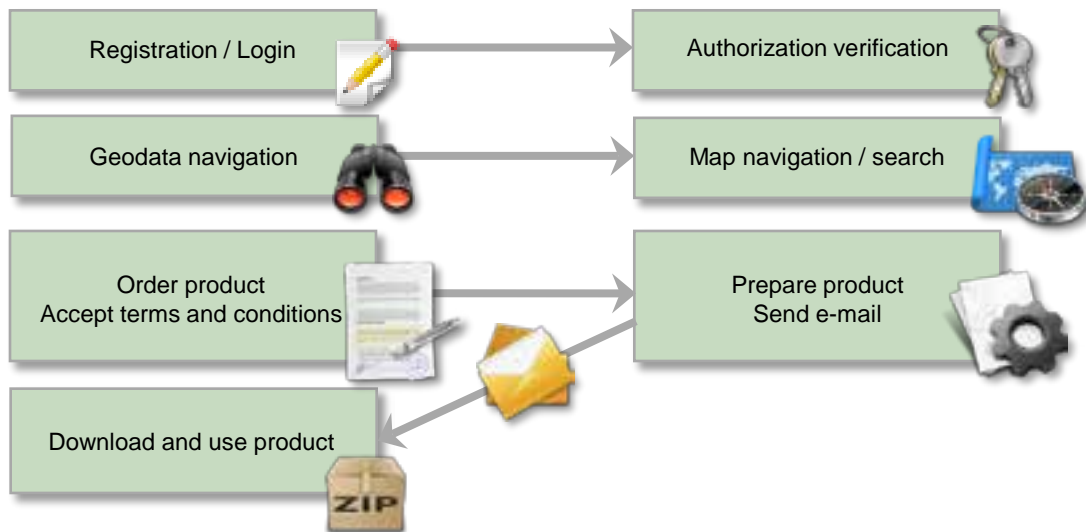 Registration / Login
Authorization verification
Geodata navigation
Map navigation / search
Order product
Accept terms and conditions
Prepare product
Send e-mail
Download and use product
ZIP